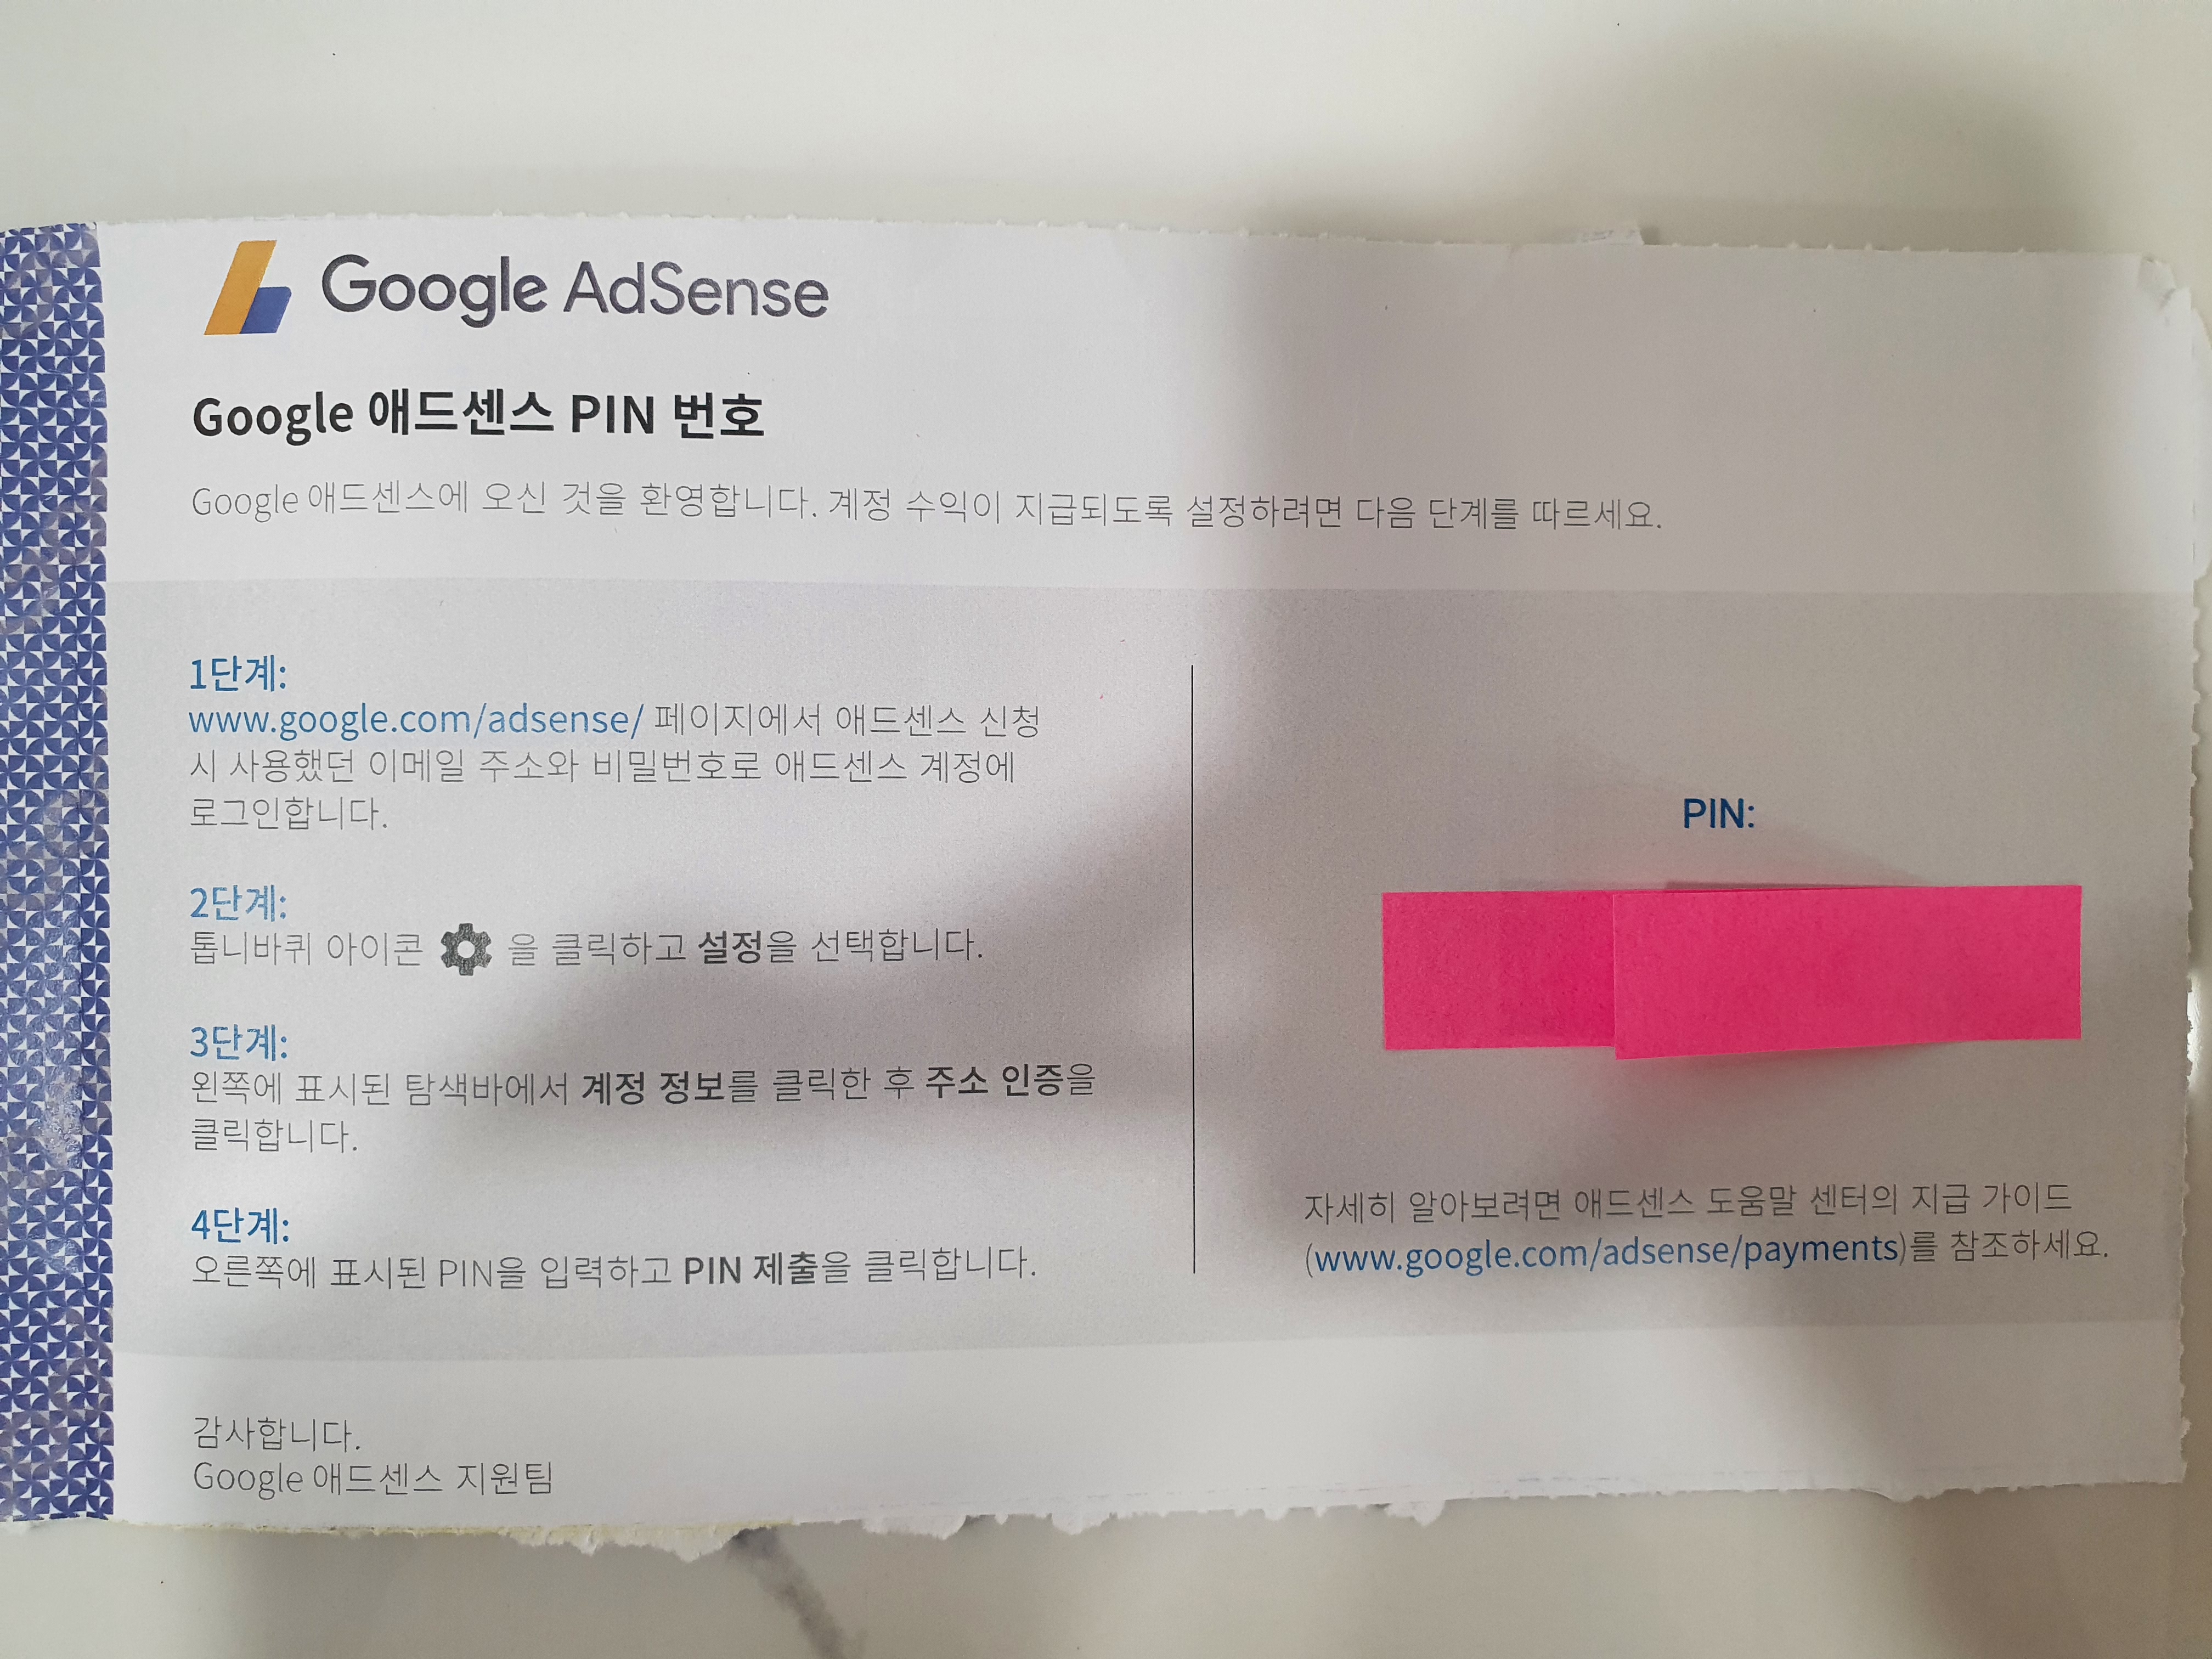 Google AdSense
Google 애드센스 PIN 번호
Google 애드센스에 오신 것을 환영합니다. 계정 수익이 지급되도록 설정하려면 다음 단계를 따르세요.
1단계:
www.google.com/adsense/ 페이지에서 애드센스 신청
시 사용했던 이메일 주소와 비밀번호로 애드센스 계정에
로그인합니다.
2단계:
톱니바퀴 아이콘 을 클릭하고 설정을 선택합니다.
3단계:
왼쪽에 표시된 탐색바에서 계정 정보를 클릭한 후 주소 인증을
클릭합니다.
4단계:
오른쪽에 표시된 PIN을 입력하고 PIN 제출을 클릭합니다.
PIN:
자세히 알아보려면 애드센스 도움말 센터의 지급 가이드
(www.google.com/adsense/payments)를 참조하세요.
감사합니다.
Google 애드센스 지원팀